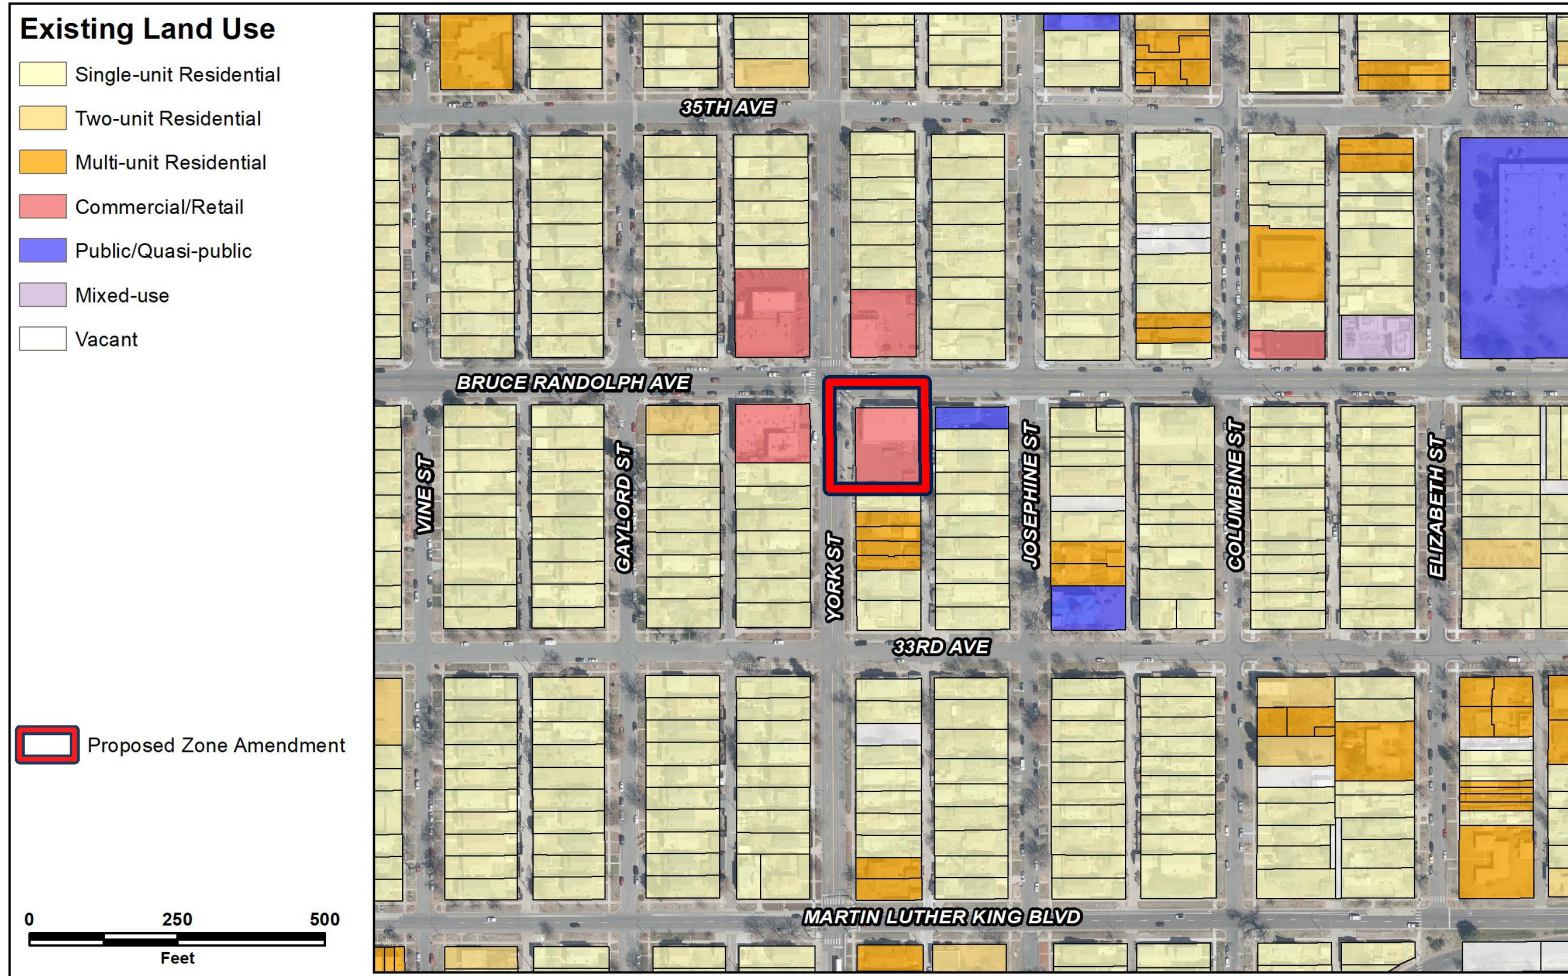 Existing Land Use
Single-unit Residential
Two-unit Residential
Multi-unit Residential
Commercial/Retail
Public/Quasi-public
Mixed-use
Vacant
Proposed Zone Amendment
0 250 500
Feet
35TH AVE
BRUCE RANDOLPH AVE
VINE ST
GAYLORD ST
YORK ST
JOSEPHINE ST
COLUMBINE ST
ELIZABETH ST
33RD AVE
MARTIN LUTHER KING BLVD